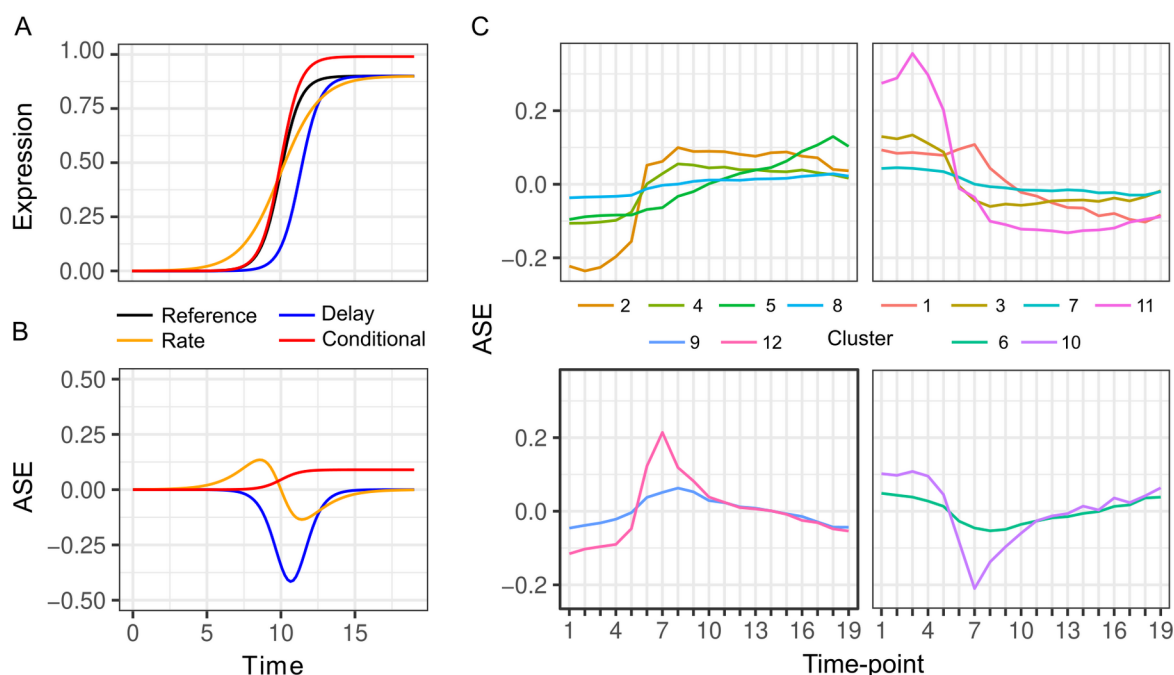 A
Expression
1.00
0.75
0.50
0.25
0.00
Reference
Delay
Rate
Conditional
B
ASE
0.50
0.25
0.00
−0.25
−0.50
0 5 10 15
Time
C
ASE
0.2
0.0
−0.2
2 4 5 8
1 3 7 11
9 12
Cluster
6 10
0.2
0.0
−0.2
1 4 7 10 13 16 19
1 4 7 10 13 16 19
Time-point